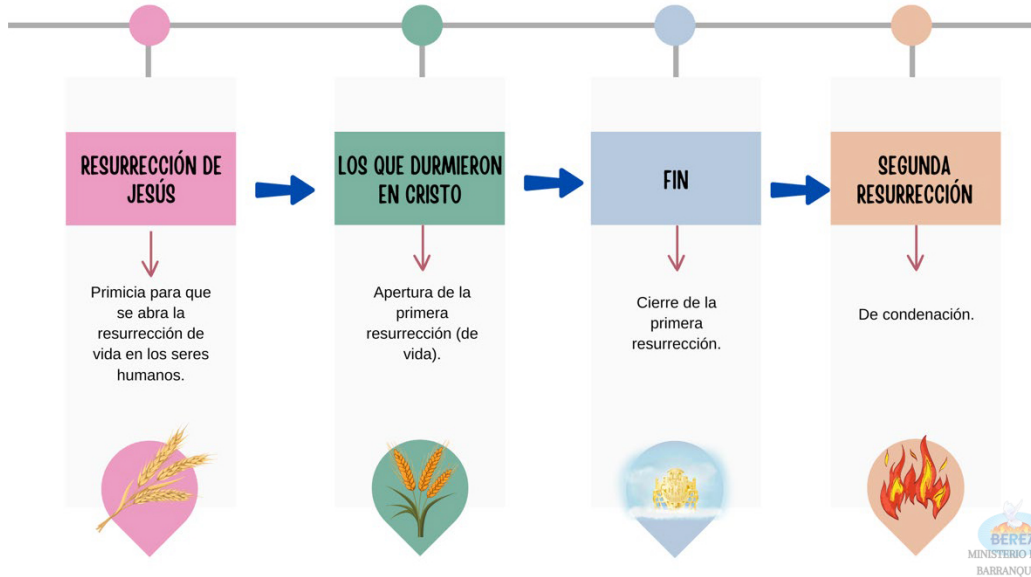 RESURRECCIÓN DE
JESÚS
LOS QUE DURMIERON
EN CRISTO
FIN
SEGUNDA
RESURRECCIÓN
Primicia para que
se abra la
resurrección de
vida en los seres
humanos.
Apertura de la
primera
resurrección (de
vida).
Cierre de la
primera
resurrección.
De condenación.
MINISTERIO